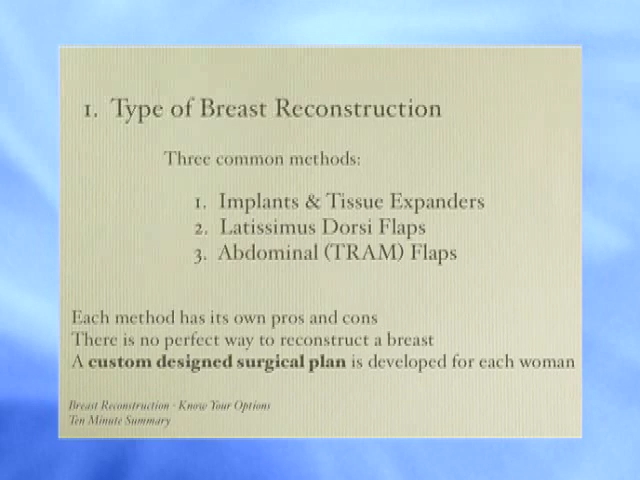 1. Type of Breast Reconstruction
Three common methods:
1. Implants & Tissue Expanders
2. Latissimus Dorsi Flaps
3. Abdominal (TRAM) Flaps
Each method has its own pros and cons
There is no perfect way to reconstruct a breast
A custom designed surgical plan is developed for each woman
Breast Reconstruction - Know Your Options
Ten Minute Summary